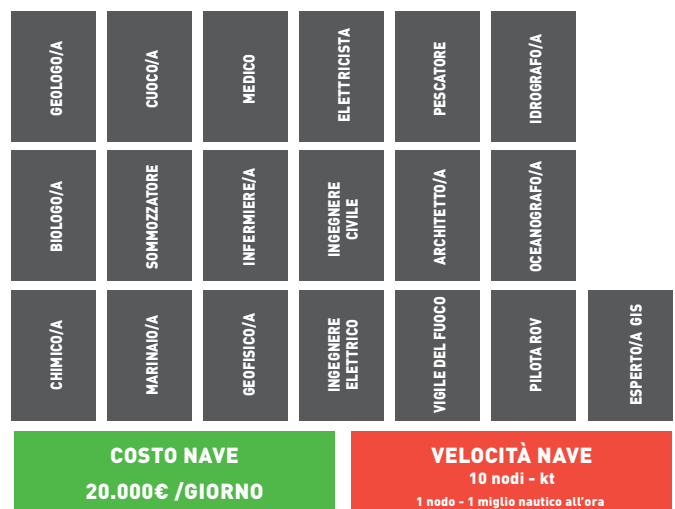 GEOLOGO/A
CUOCO/A
MEDICO
ELETTRICISTA
PESCATORE
IDROGRAFO/A
BIOLOGO/A
SOMMOZZATORE
INFERMIERE/A
INGEGNERE
CIVILE
ARCHITETTO/A
OCEANOGRAFO/A
CHIMICO/A
MARINAIO/A
GEOFISICO/A
INGEGNERE
ELETTRICO
VIGILE DEL FUOCO
PILOTA ROV
ESPERTO/A GIS
COSTO NAVE
20.000€ /GIORNO
VELOCITÀ NAVE
10 nodi - kt
1 nodo - 1 miglio nautico all'ora